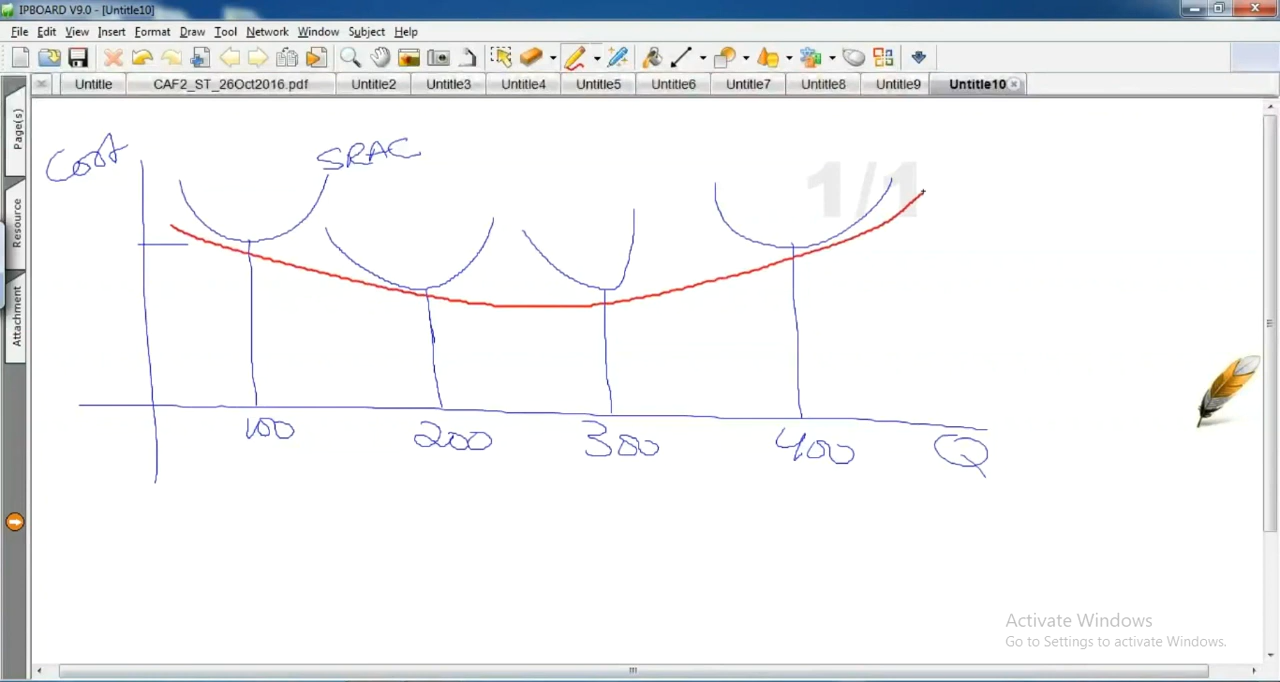 IPBOARD V9.0 - [Untitle10]
File Edit View Insert Format Draw Tool Network Window Subject Help
Untitle CAF2_ST_26Oct2016.pdf Untitle2 Untitle3 Untitle4 Untitle5 Untitle6 Untitle7 Untitle8 Untitle9 Untitle10
Page(s)
Resource
Attachment
Cost
SRAC
1/1
100 200 300 400 Q
Activate Windows
Go to Settings to activate Windows.